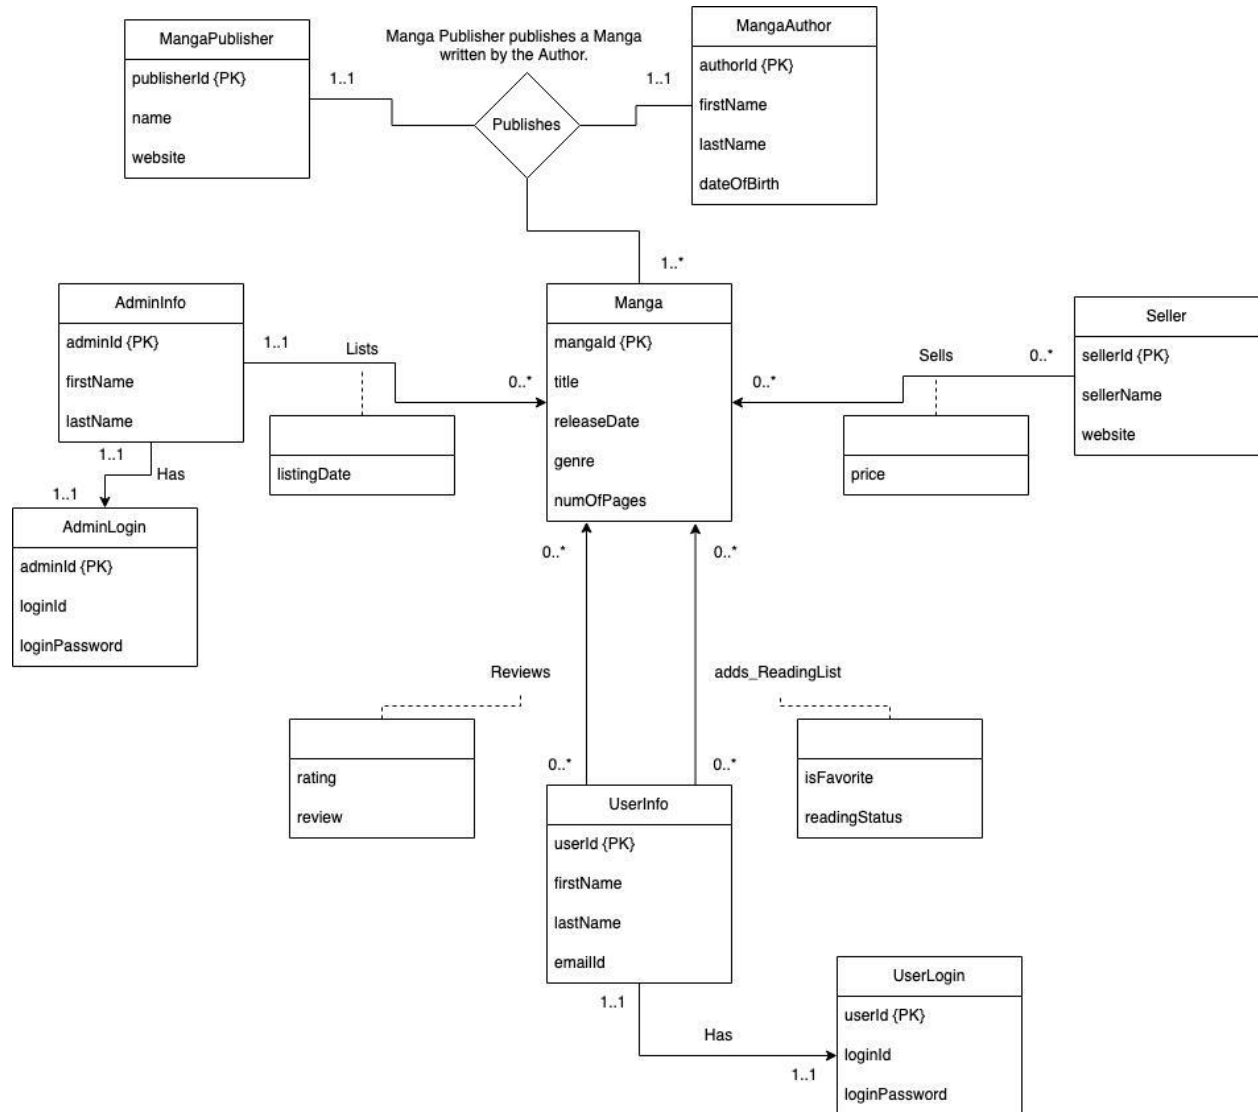 MangaPublisher
publisherId {PK}
name
website
Manga Publisher publishes a Manga
written by the Author.
1..1
1..1
Publishes
MangaAuthor
authorId {PK}
firstName
lastName
dateOfBirth
1..*
AdminInfo
adminId {PK}
firstName
lastName
1..1
Lists
0..*
listingDate
Manga
mangaId {PK}
title
releaseDate
genre
numOfPages
Sells
0..*
0..*
price
Seller
sellerId {PK}
sellerName
website
1..1
Has
1..1
AdminLogin
adminId {PK}
loginId
loginPassword
0..*
0..*
Reviews
adds_ReadingList
rating
review
0..*
0..*
isFavorite
readingStatus
UserInfo
userId {PK}
firstName
lastName
emailId
1..1
Has
1..1
UserLogin
userId {PK}
loginId
loginPassword